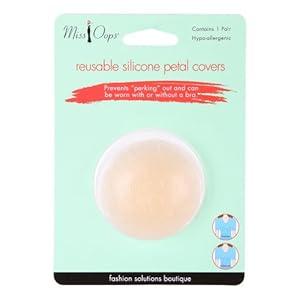 Miss Oops
Contains 1 Pair
Hypo-allergenic
reusable silicone petal covers
Prevents "perking" out and can
be worn with or without a bra.
fashion solutions boutique